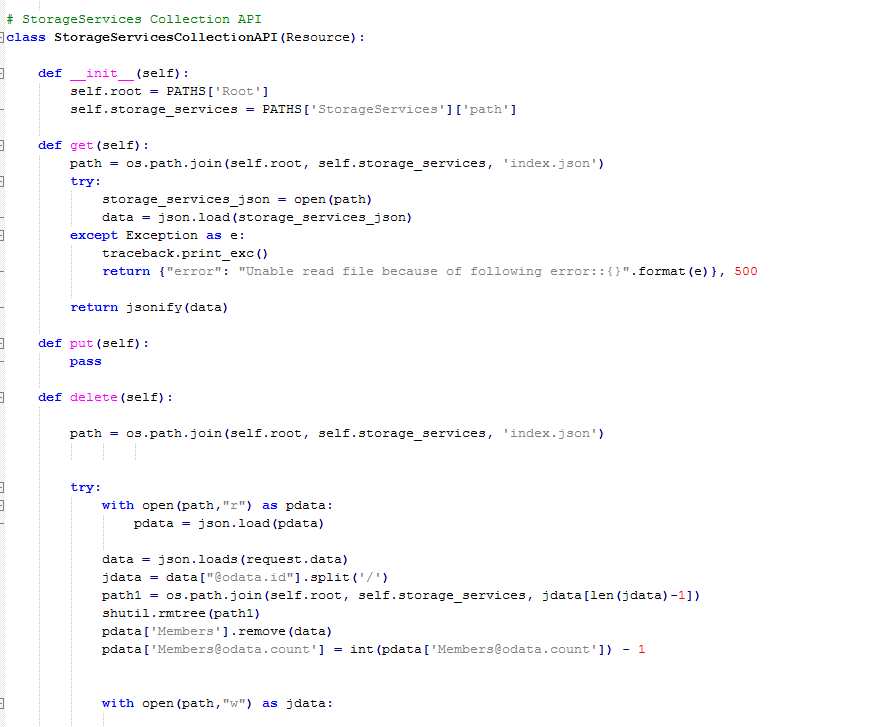 # StorageServices Collection API
class StorageServicesCollectionAPI(Resource):
def __init__(self):
self.root = PATHS['Root']
self.storage_services = PATHS['StorageServices']['path']
def get(self):
path = os.path.join(self.root, self.storage_services, 'index.json')
try:
storage_services_json = open(path)
data = json.load(storage_services_json)
except Exception as e:
traceback.print_exc()
return {"error": "Unable read file because of following error::{}".format(e)}, 500
return jsonify(data)
def put(self):
pass
def delete(self):
path = os.path.join(self.root, self.storage_services, 'index.json')
try:
with open(path,"r") as pdata:
pdata = json.load(pdata)
data = json.loads(request.data)
jdata = data["@odata.id"].split('/')
path1 = os.path.join(self.root, self.storage_services, jdata[len(jdata)-1])
shutil.rmtree(path1)
pdata['Members'].remove(data)
pdata['Members@odata.count'] = int(pdata['Members@odata.count']) - 1
with open(path,"w") as jdata: